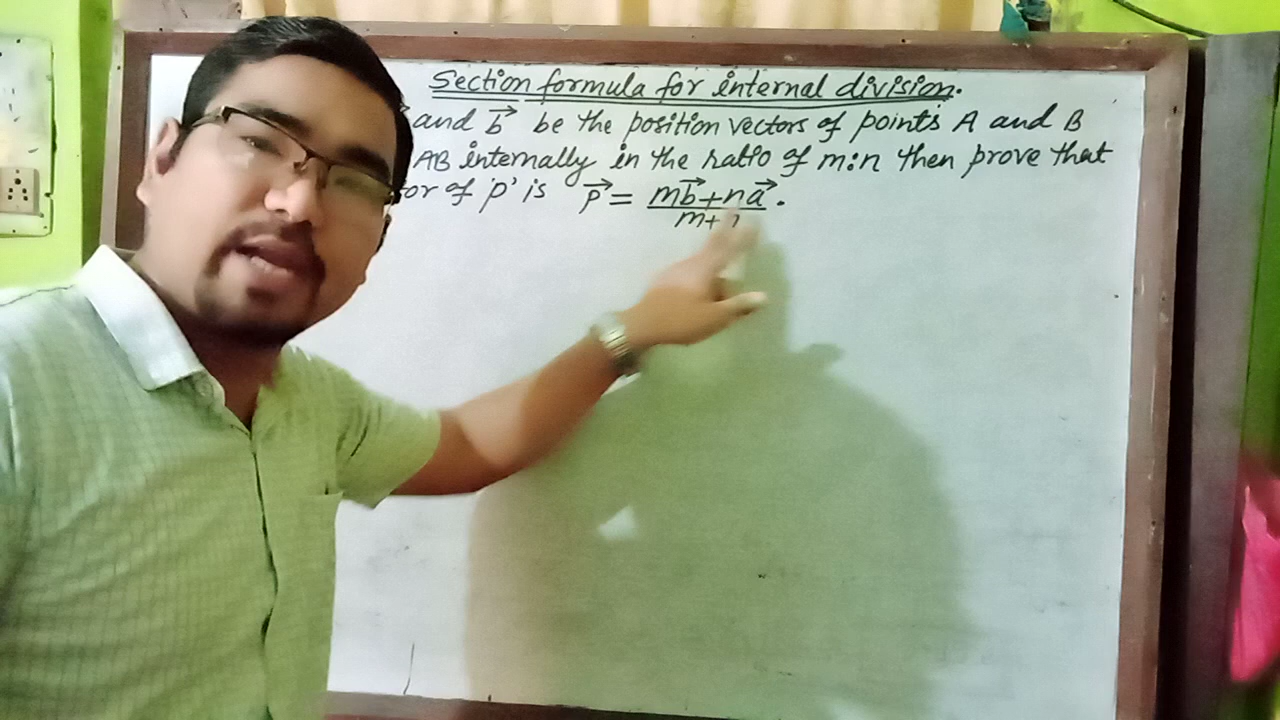 Section formula for internal division.
and b⃗ be the position vectors of points A and B
AB internally in the ratio of m:n then prove that
or of 'p' is p⃗ = mb⃗+na⃗ .
m+n